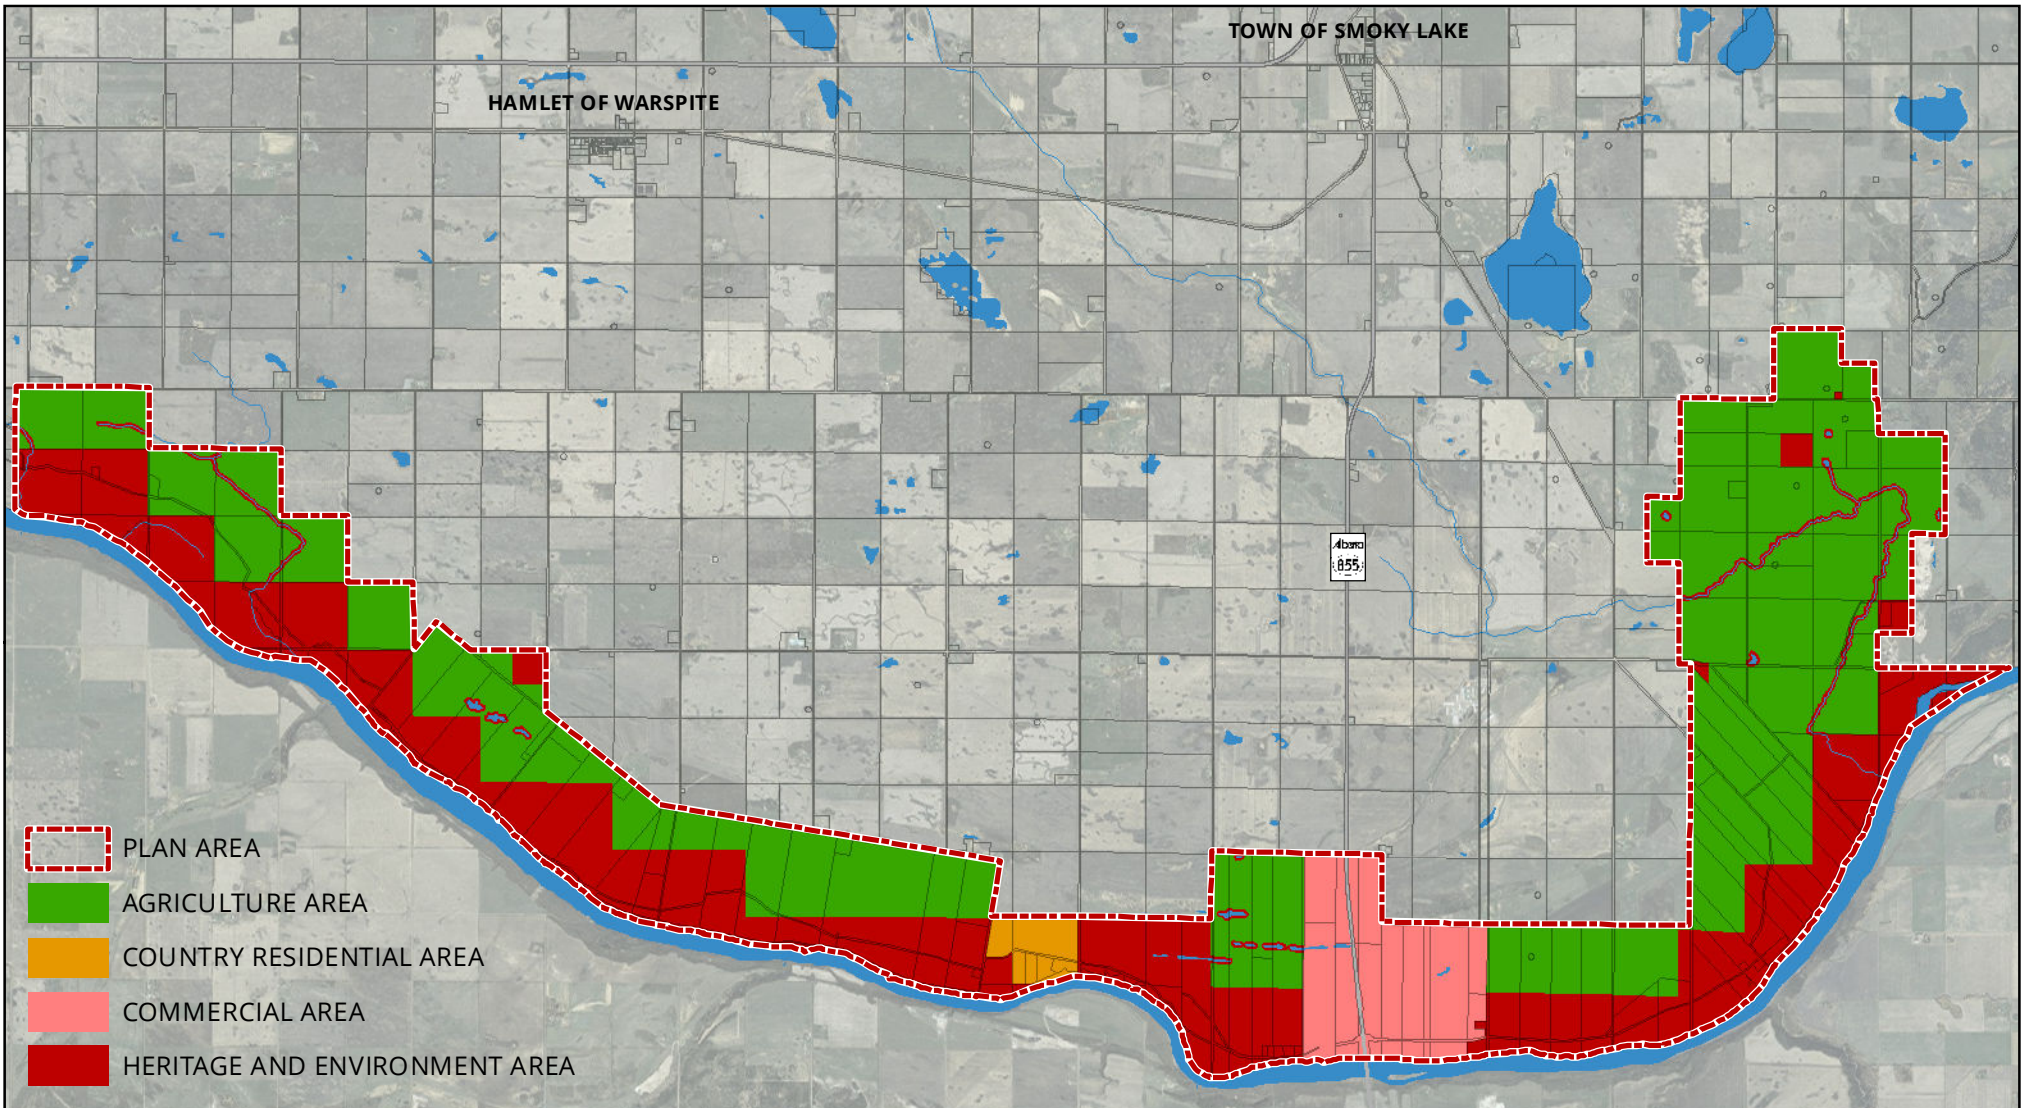 TOWN OF SMOKY LAKE
HAMLET OF WARSPITE
Alberta
855
PLAN AREA
AGRICULTURE AREA
COUNTRY RESIDENTIAL AREA
COMMERCIAL AREA
HERITAGE AND ENVIRONMENT AREA